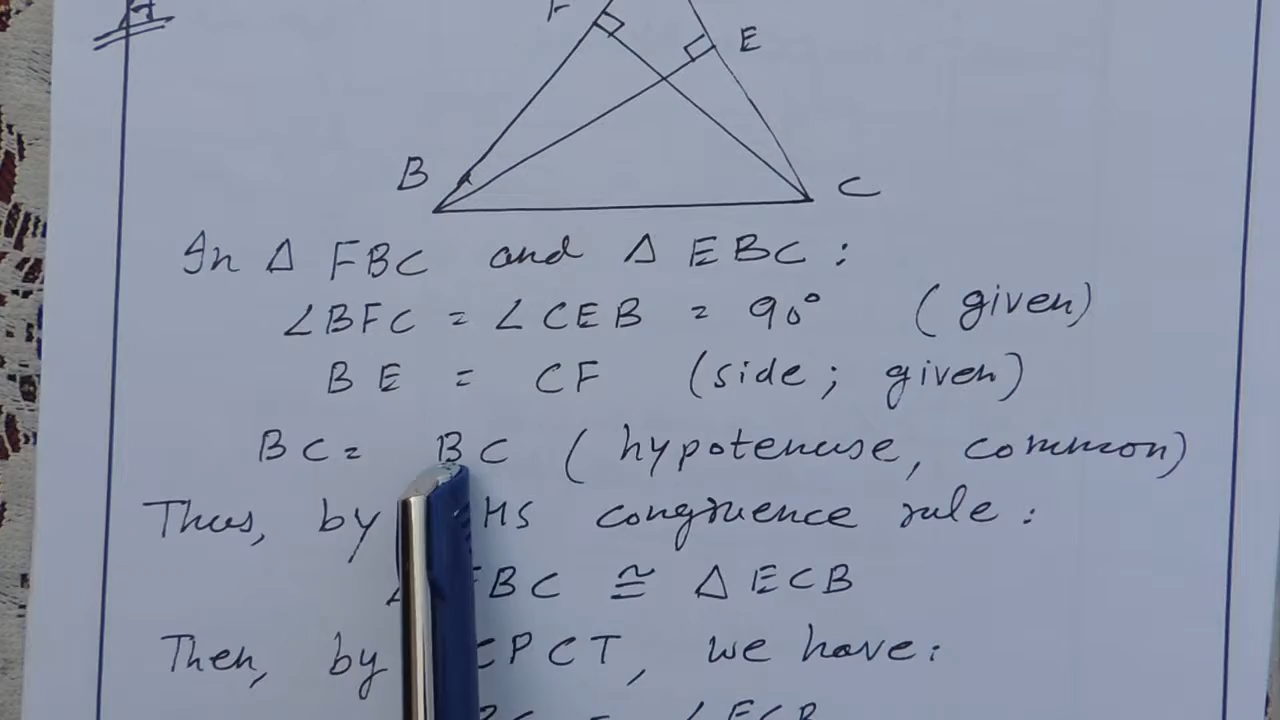 F
E
B
C
In Δ FBC and Δ EBC :
∠BFC = ∠CEB = 90° (given)
BE = CF (side; given)
BC = BC (hypotenuse, common)
Thus, by HS congruence rule :
BC ≅ ΔECB
Then, by CPCT, we have :